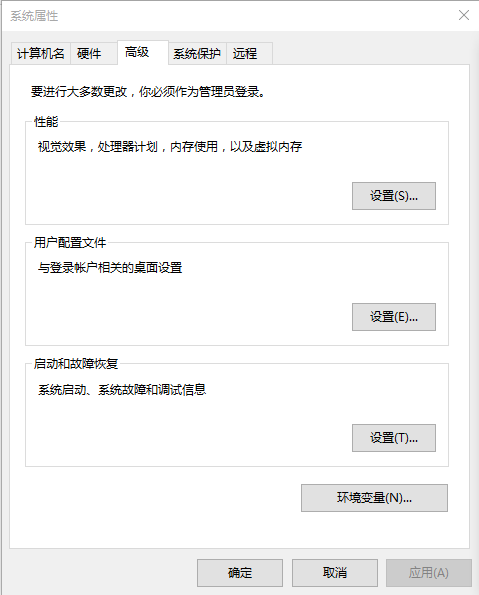 系统属性
计算机名 硬件 高级 系统保护 远程
要进行大多数更改，你必须作为管理员登录。
性能
视觉效果，处理器计划，内存使用，以及虚拟内存
设置(S)...
用户配置文件
与登录帐户相关的桌面设置
设置(E)...
启动和故障恢复
系统启动、系统故障和调试信息
设置(T)...
环境变量(N)...
确定 取消 应用(A)